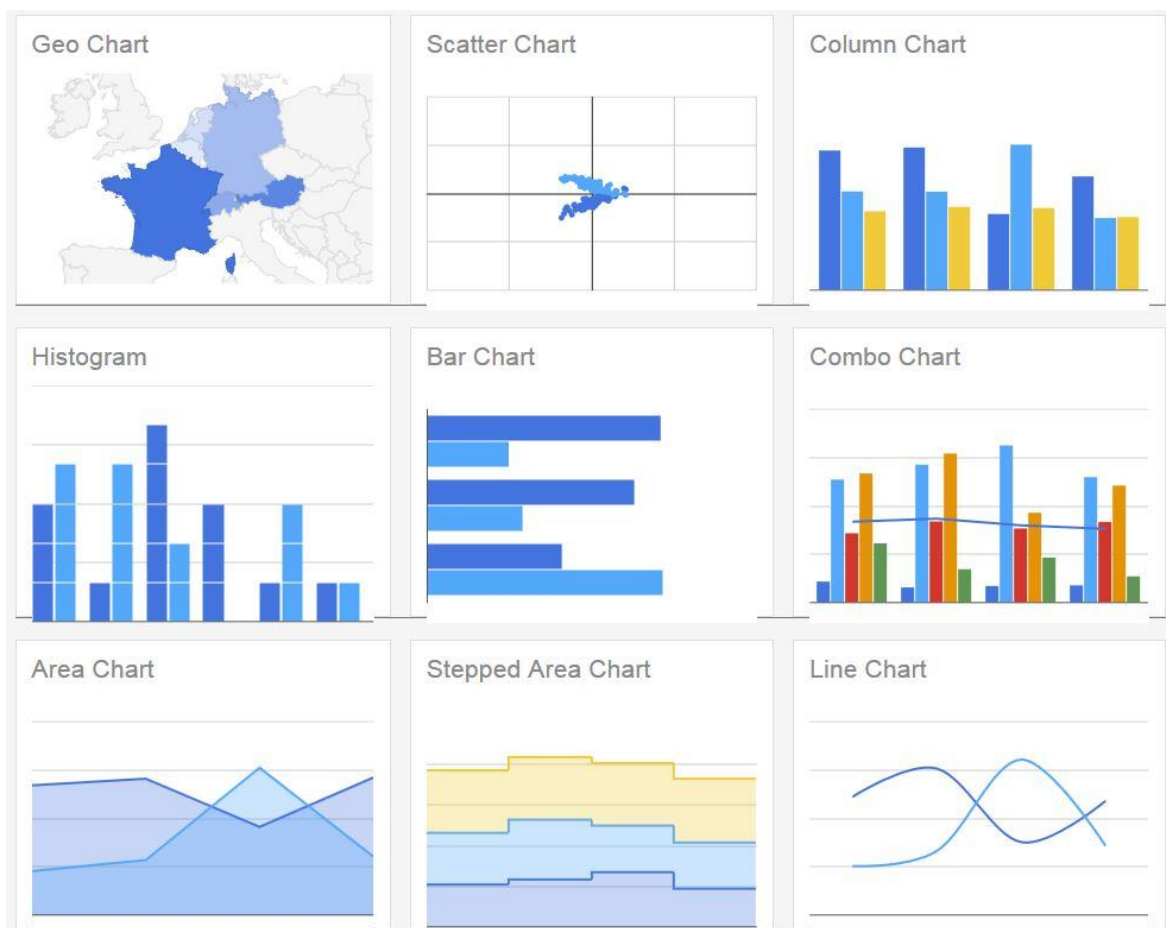 Geo Chart
Scatter Chart
Column Chart
Histogram
Bar Chart
Combo Chart
Area Chart
Stepped Area Chart
Line Chart